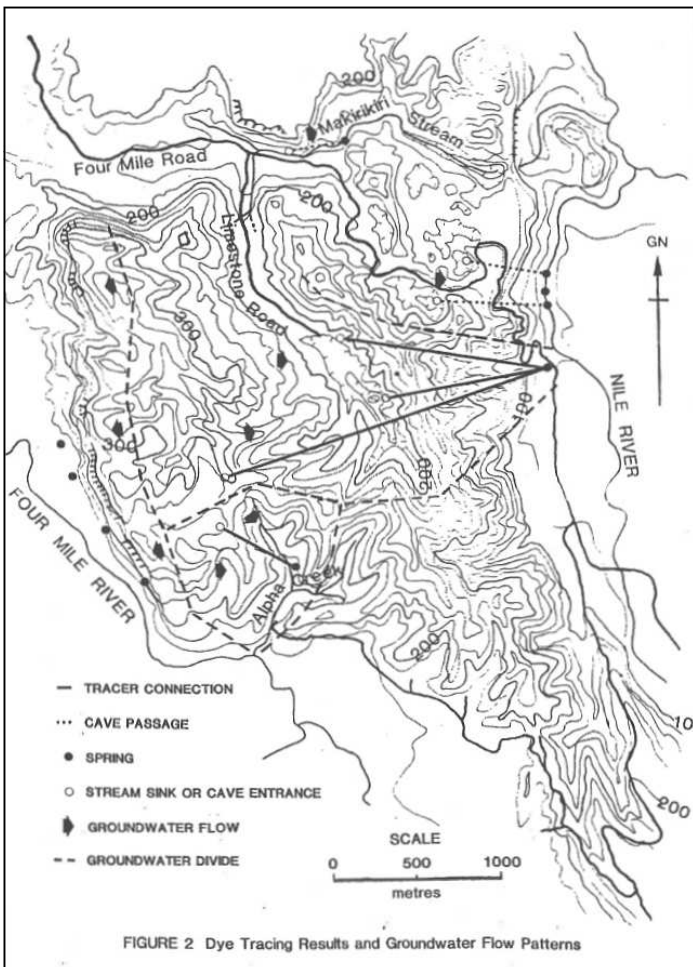 200
Makirikiri
Stream
Four Mile Road
200
200
Limestone Road
GN
300
300
100
200
NILE RIVER
FOUR MILE RIVER
Alpha Creek
200
10
200
TRACER CONNECTION
CAVE PASSAGE
SPRING
STREAM SINK OR CAVE ENTRANCE
GROUNDWATER FLOW
GROUNDWATER DIVIDE
SCALE
0 500 1000
metres
FIGURE 2 Dye Tracing Results and Groundwater Flow Patterns